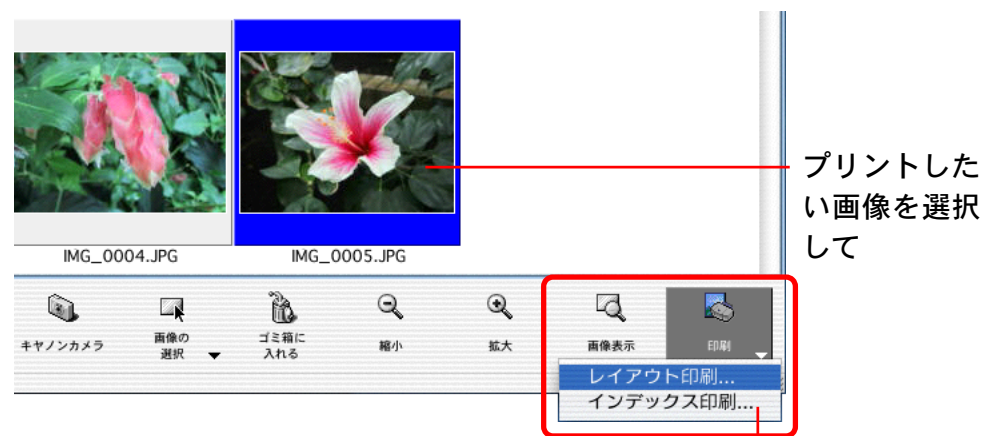 プリントした
い画像を選択
して
IMG_0004.JPG
IMG_0005.JPG
キヤノンカメラ
画像の
選択
ゴミ箱に
入れる
縮小
拡大
画像表示
印刷
レイアウト印刷...
インデックス印刷...